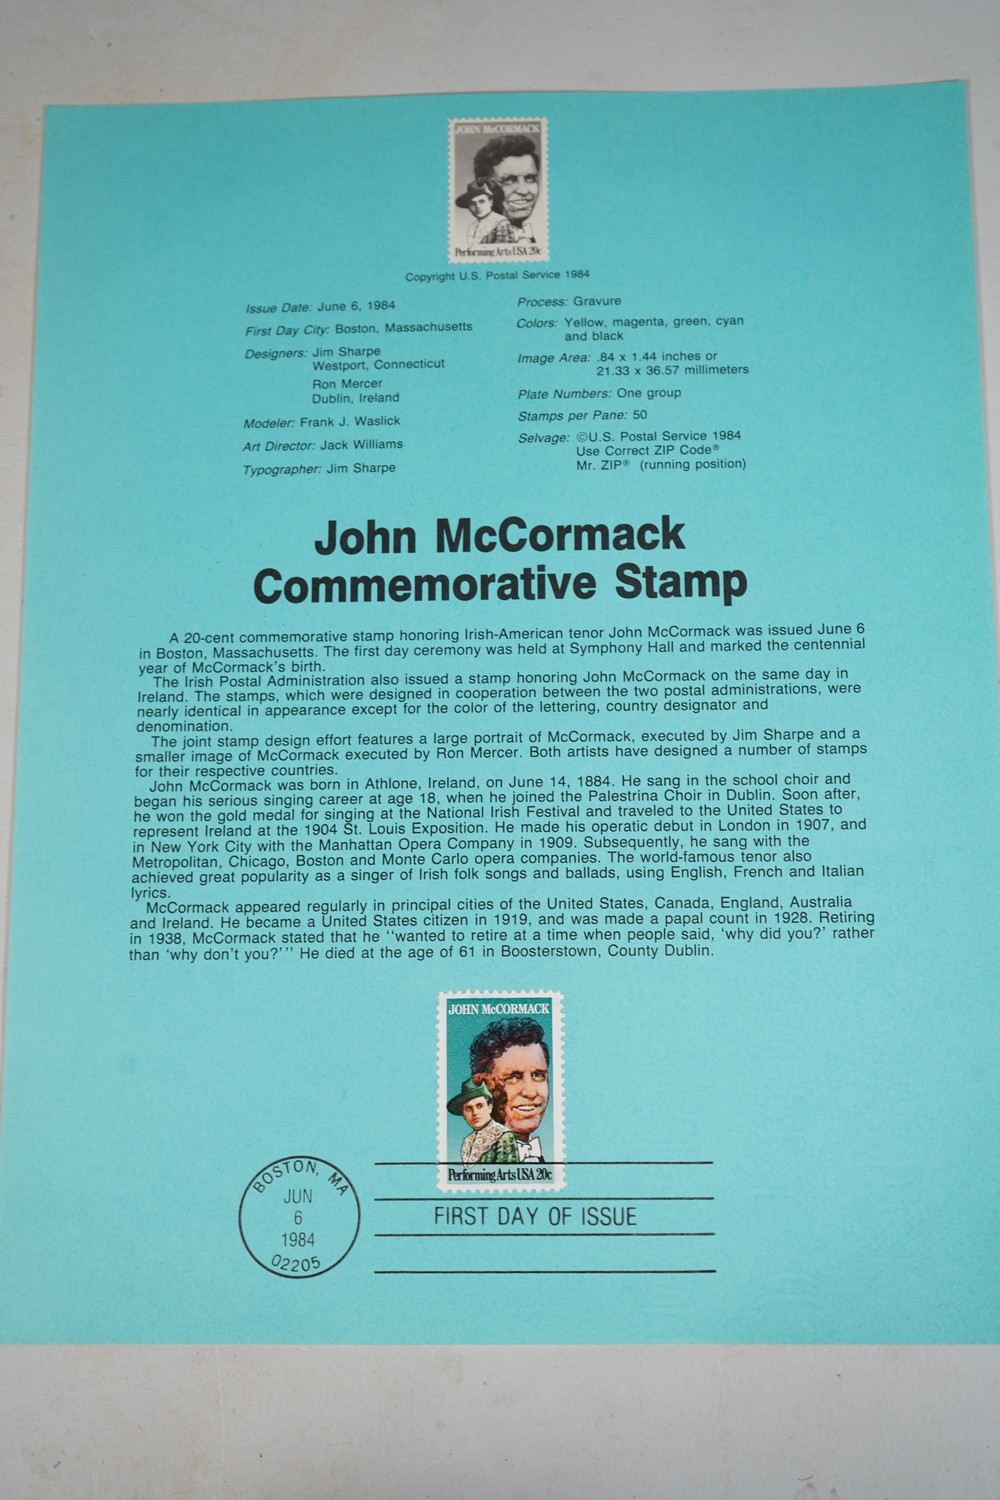 JOHN McCORMACK
Performing Arts USA 20c
Copyright U.S. Postal Service 1984
Issue Date: June 6, 1984
First Day City: Boston, Massachusetts
Designers: Jim Sharpe
Westport, Connecticut
Ron Mercer
Dublin, Ireland
Modeler: Frank J. Waslick
Art Director: Jack Williams
Typographer: Jim Sharpe
Process: Gravure
Colors: Yellow, magenta, green, cyan
and black
Image Area: .84 x 1.44 inches or
21.33 x 36.57 millimeters
Plate Numbers: One group
Stamps per Pane: 50
Selvage: ©U.S. Postal Service 1984
Use Correct ZIP Code®
Mr. ZIP® (running position)
John McCormack
Commemorative Stamp
A 20-cent commemorative stamp honoring Irish-American tenor John McCormack was issued June 6
in Boston, Massachusetts. The first day ceremony was held at Symphony Hall and marked the centennial
year of McCormack's birth.
The Irish Postal Administration also issued a stamp honoring John McCormack on the same day in
Ireland. The stamps, which were designed in cooperation between the two postal administrations, were
nearly identical in appearance except for the color of the lettering, country designator and
denomination.
The joint stamp design effort features a large portrait of McCormack, executed by Jim Sharpe and a
smaller image of McCormack executed by Ron Mercer. Both artists have designed a number of stamps
for their respective countries.
John McCormack was born in Athlone, Ireland, on June 14, 1884. He sang in the school choir and
began his serious singing career at age 18, when he joined the Palestrina Choir in Dublin. Soon after,
he won the gold medal for singing at the National Irish Festival and traveled to the United States to
represent Ireland at the 1904 St. Louis Exposition. He made his operatic debut in London in 1907, and
in New York City with the Manhattan Opera Company in 1909. Subsequently, he sang with the
Metropolitan, Chicago, Boston and Monte Carlo opera companies. The world-famous tenor also
achieved great popularity as a singer of Irish folk songs and ballads, using English, French and Italian
lyrics.
McCormack appeared regularly in principal cities of the United States, Canada, England, Australia
and Ireland. He became a United States citizen in 1919, and was made a papal count in 1928. Retiring
in 1938, McCormack stated that he "wanted to retire at a time when people said, 'why did you?' rather
than 'why don't you?'" He died at the age of 61 in Boosterstown, County Dublin.
JOHN McCORMACK
Performing Arts USA 20c
BOSTON, MA
JUN
6
1984
02205
FIRST DAY OF ISSUE